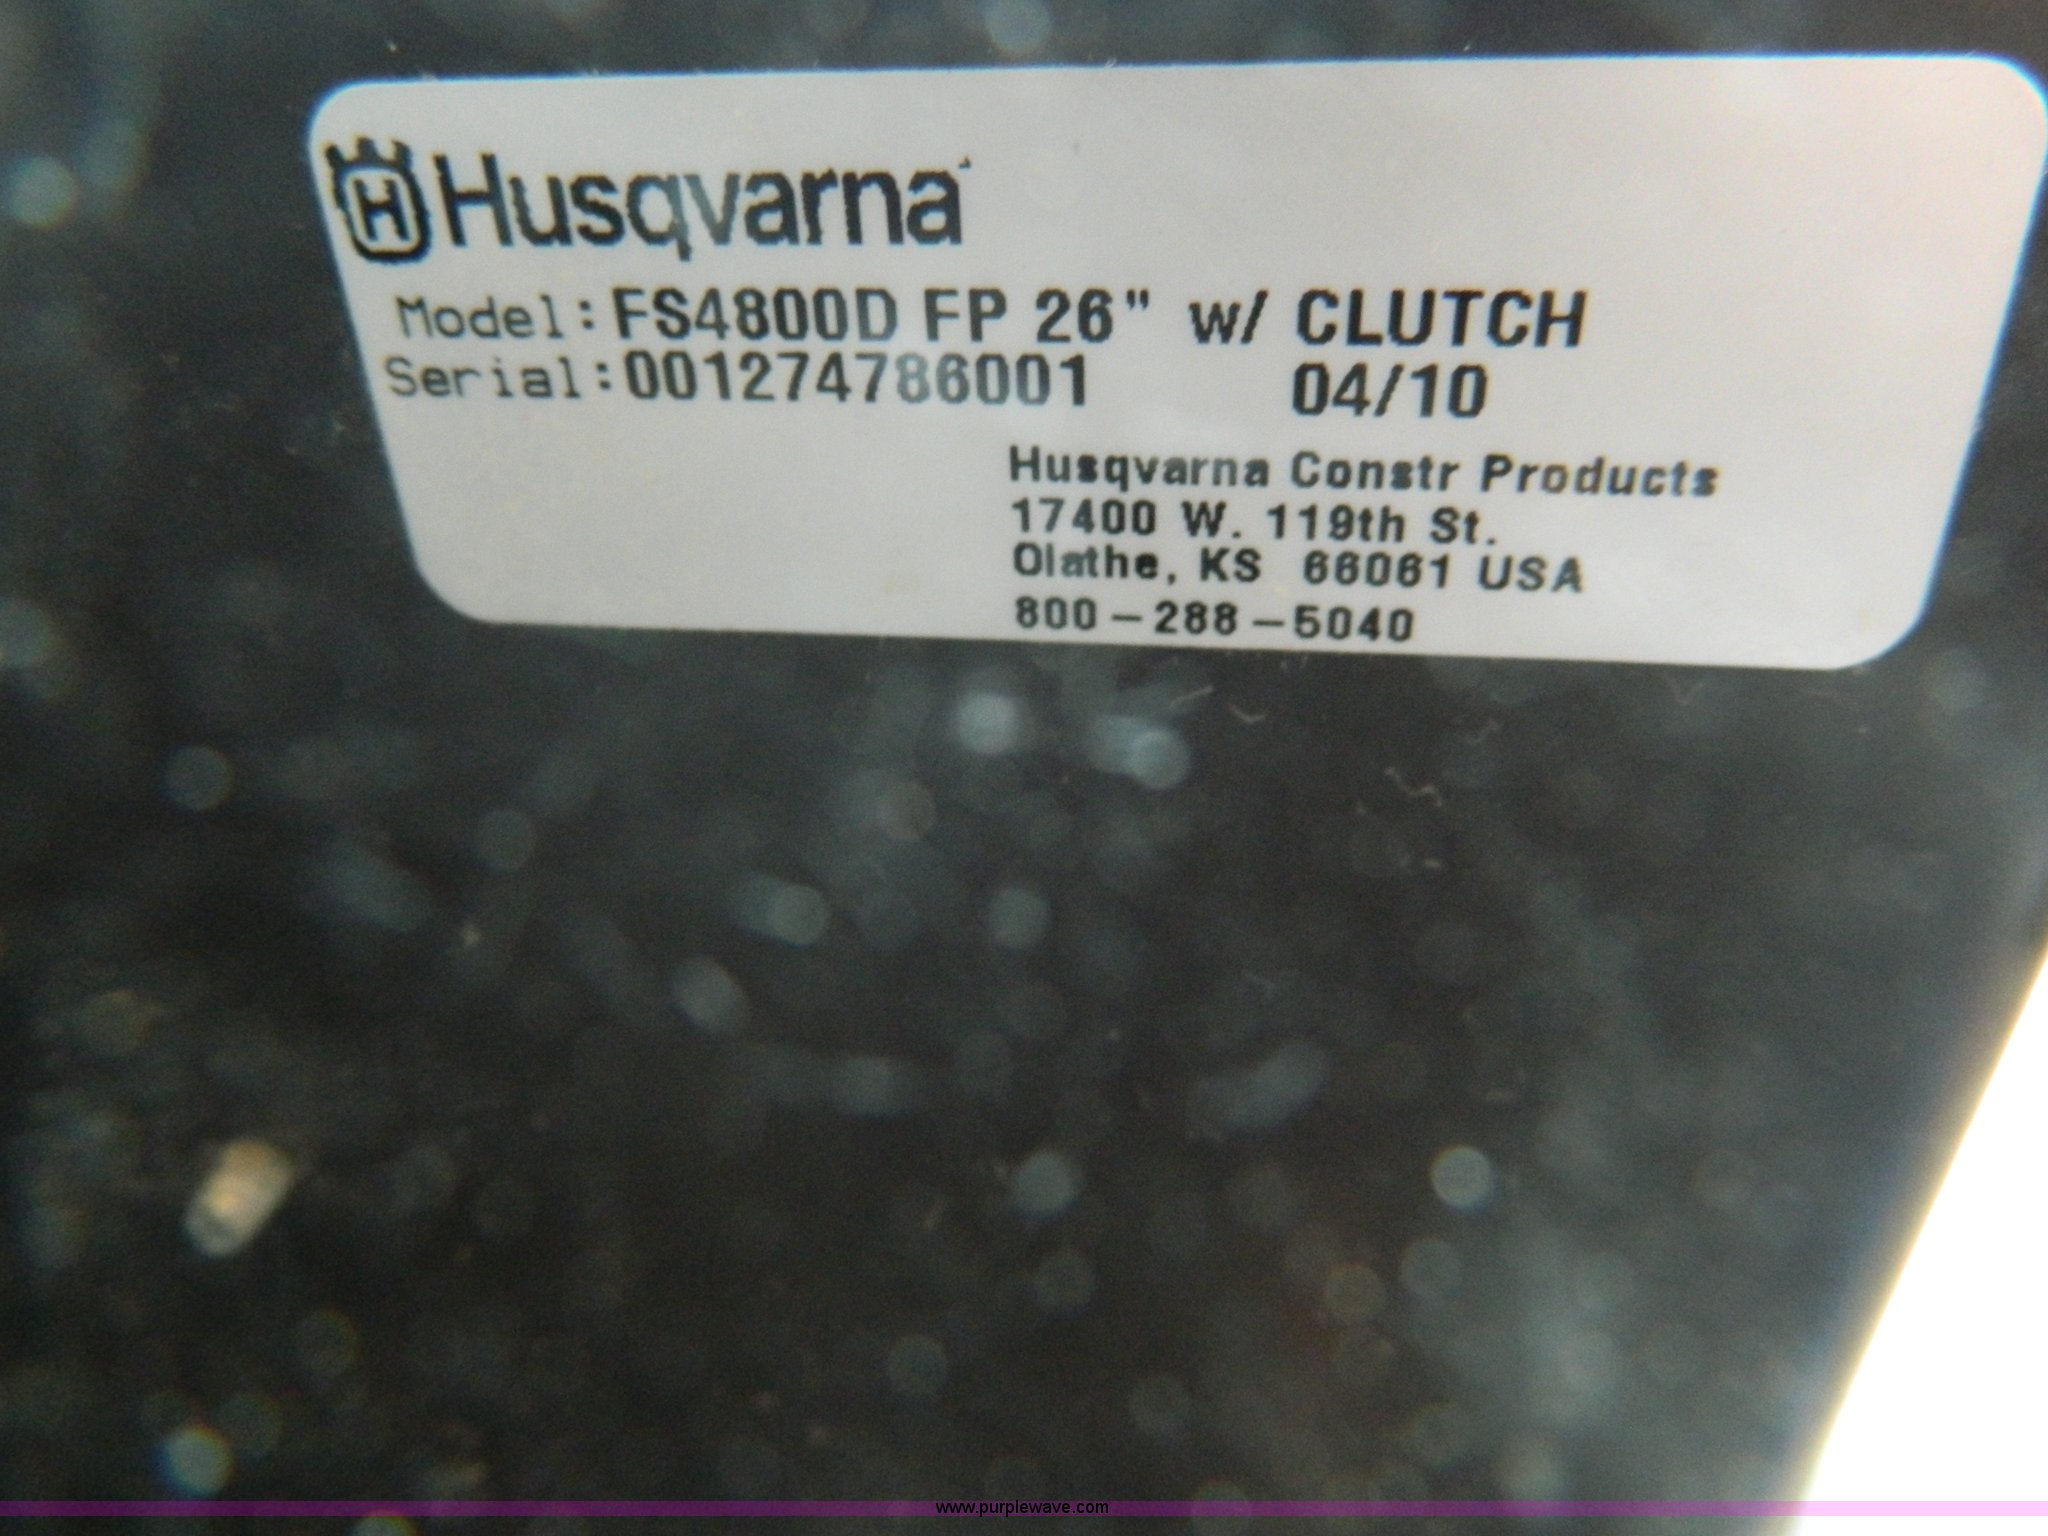 H Husqvarna
Model: FS4800D FP 26" w/ CLUTCH
Serial: 001274786001 04/10
Husqvarna Constr Products
17400 W. 119th St.
Olathe, KS 66061 USA
800-288-5040
www.purplewave.com